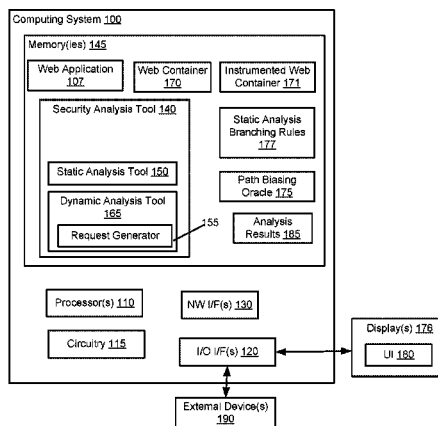 Computing System 100
Memory(ies) 145
Web Application
107
Web Container
170
Instrumented Web
Container 171
Security Analysis Tool 140
Static Analysis
Branching Rules
177
Static Analysis Tool 150
Path Biasing
Oracle 175
Dynamic Analysis Tool
165
155
Request Generator
Analysis
Results 185
Processor(s) 110
NW I/F(s) 130
Circuitry 115
I/O I/F(s) 120
Display(s) 176
UI 180
External Device(s)
190